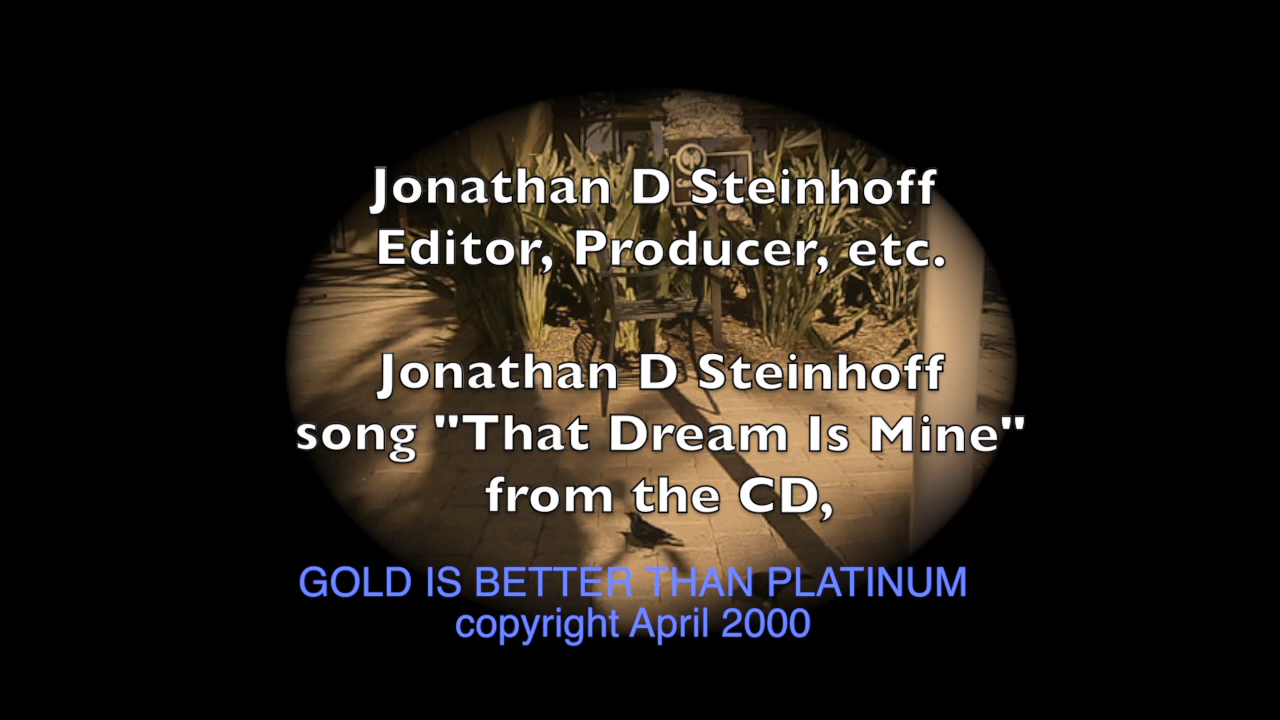 Jonathan D Steinhoff
Editor, Producer, etc.
Jonathan D Steinhoff
song "That Dream Is Mine"
from the CD,
GOLD IS BETTER THAN PLATINUM
copyright April 2000